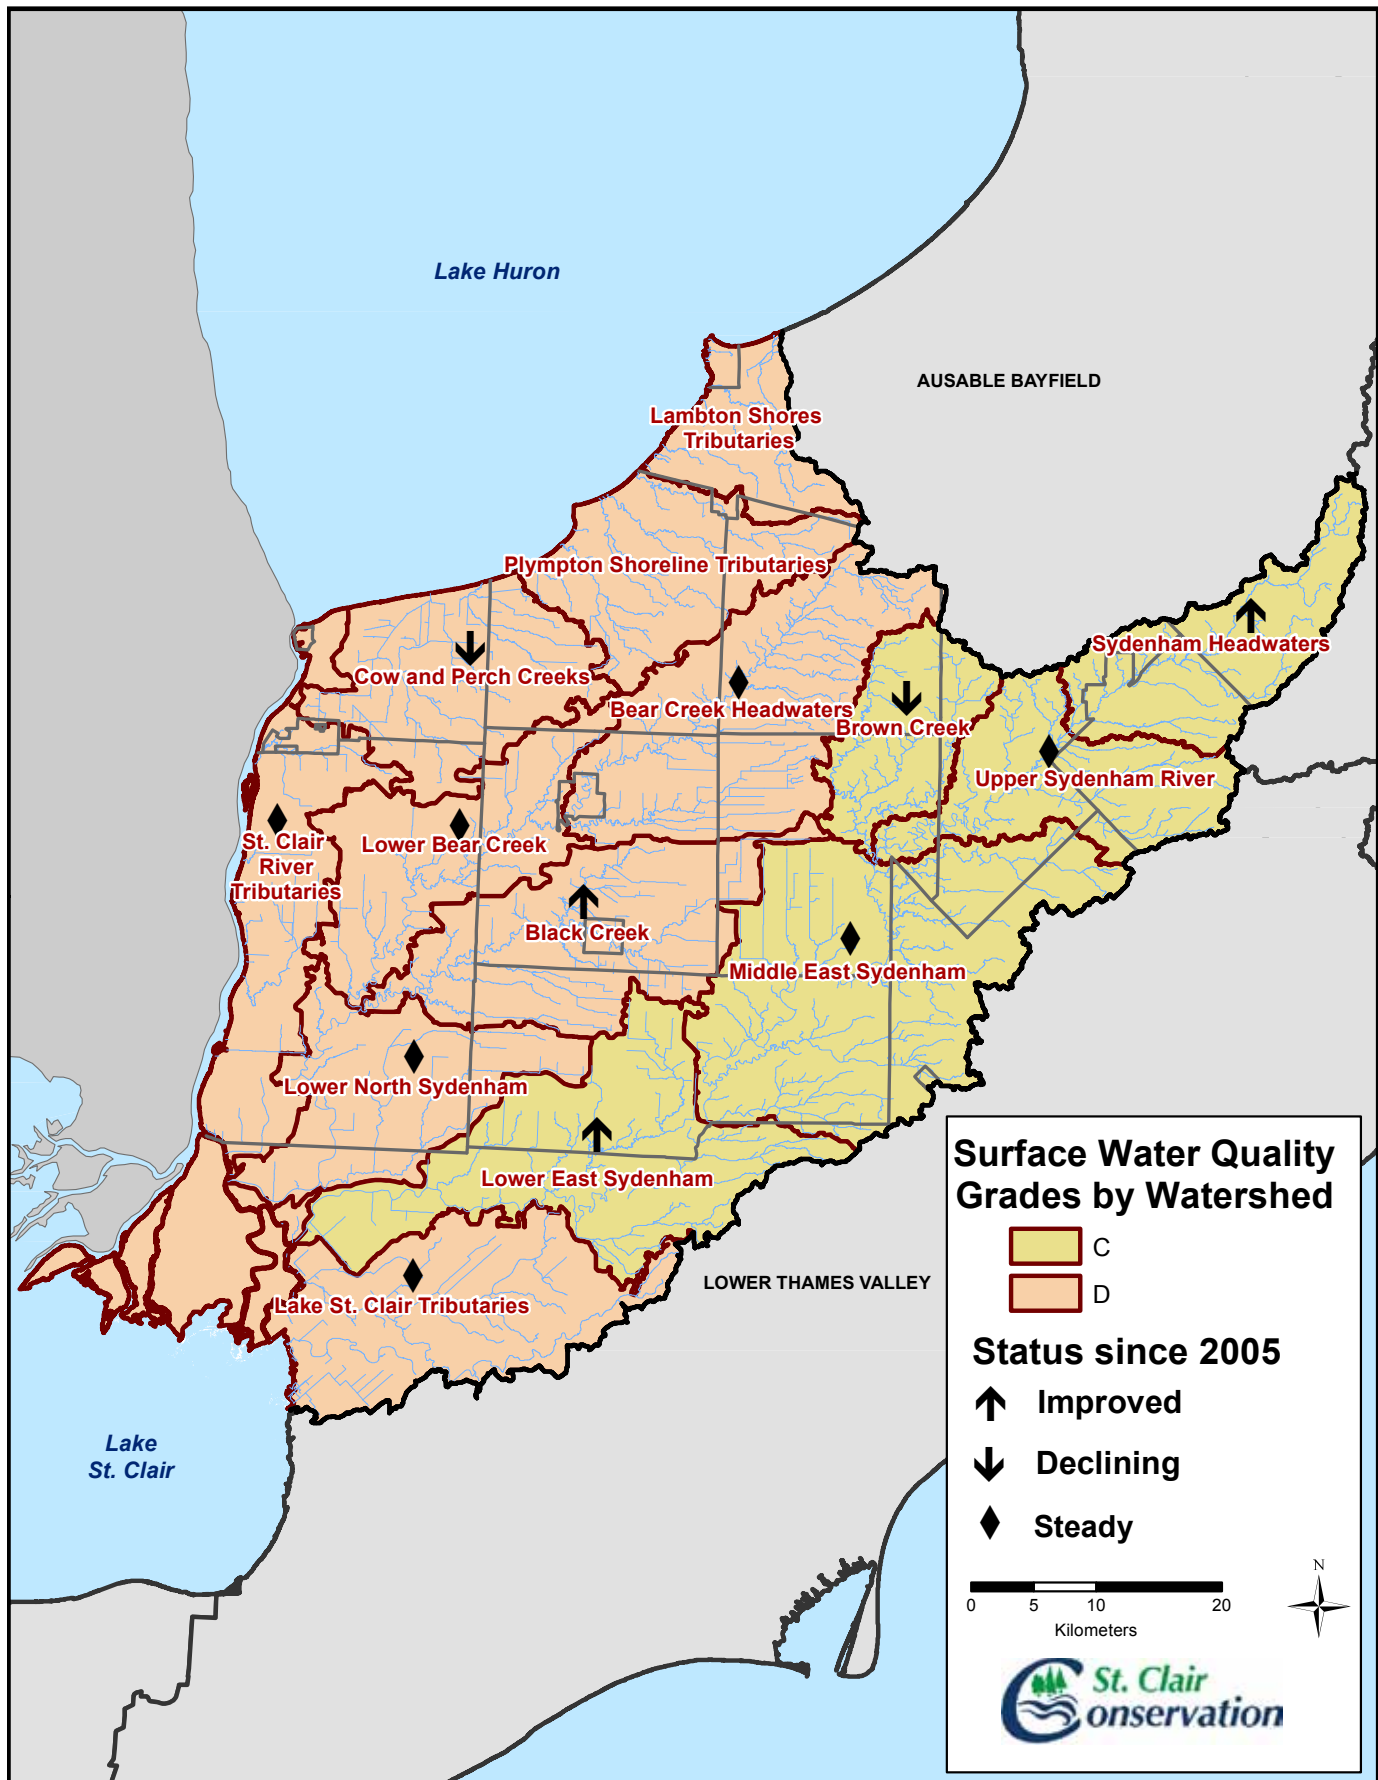 Lake Huron
AUSABLE BAYFIELD
Lambton Shores
Tributaries
Plympton Shoreline Tributaries
Sydenham Headwaters
Cow and Perch Creeks
Bear Creek Headwaters
Brown Creek
Upper Sydenham River
St. Clair
River
Tributaries
Lower Bear Creek
Black Creek
Middle East Sydenham
Lower North Sydenham
Lower East Sydenham
Lake St. Clair Tributaries
LOWER THAMES VALLEY
Lake
St. Clair
Surface Water Quality
Grades by Watershed
C
D
Status since 2005
Improved
Declining
Steady
N
0 5 10 20
Kilometers
St. Clair
Conservation